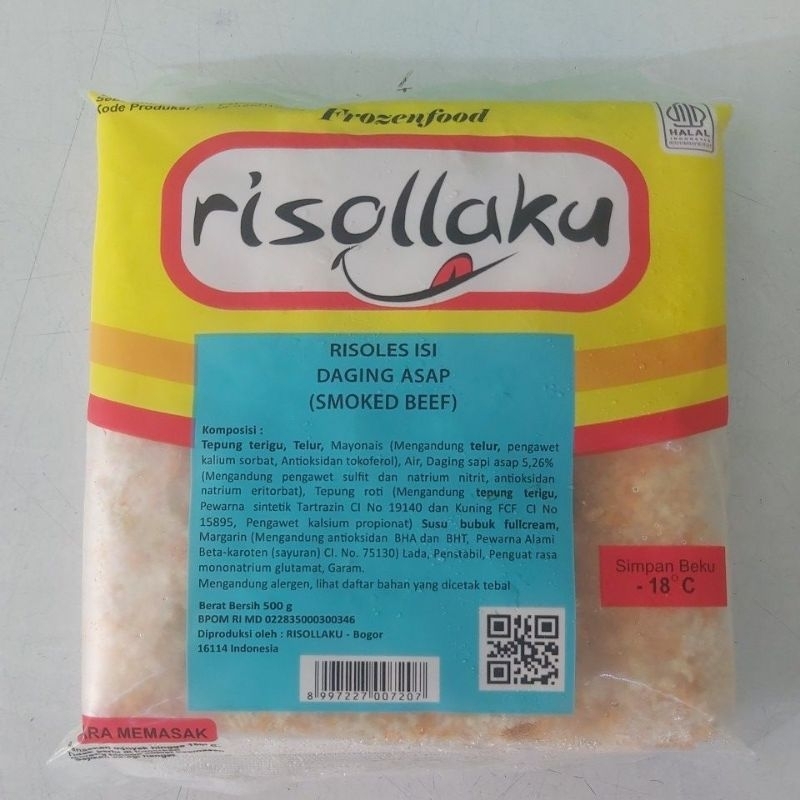 Kode Produksi
Frozenfood
HALAL
INDONESIA
risollaku
RISOLES ISI
DAGING ASAP
(SMOKED BEEF)
Komposisi :
Tepung terigu, Telur, Mayonais (Mengandung telur, pengawet
kalium sorbat, Antioksidan tokoferol), Air, Daging sapi asap 5,26%
(Mengandung pengawet sulfit dan natrium nitrit, antioksidan
natrium eritorbat), Tepung roti (Mengandung tepung terigu,
Pewarna sintetik Tartrazin CI No 19140 dan Kuning FCF CI No
15895, Pengawet kalsium propionat) Susu bubuk fullcream,
Margarin (Mengandung antioksidan BHA dan BHT, Pewarna Alami
Beta-karoten (sayuran) CI. No. 75130) Lada, Penstabil, Penguat rasa
mononatrium glutamat, Garam.
Mengandung alergen, lihat daftar bahan yang dicetak tebal
Simpan Beku
- 18°C
Berat Bersih 500 g
BPOM RI MD 022835000300346
Diproduksi oleh : RISOLLAKU - Bogor
16114 Indonesia
8 997227 007207
ARA MEMASAK